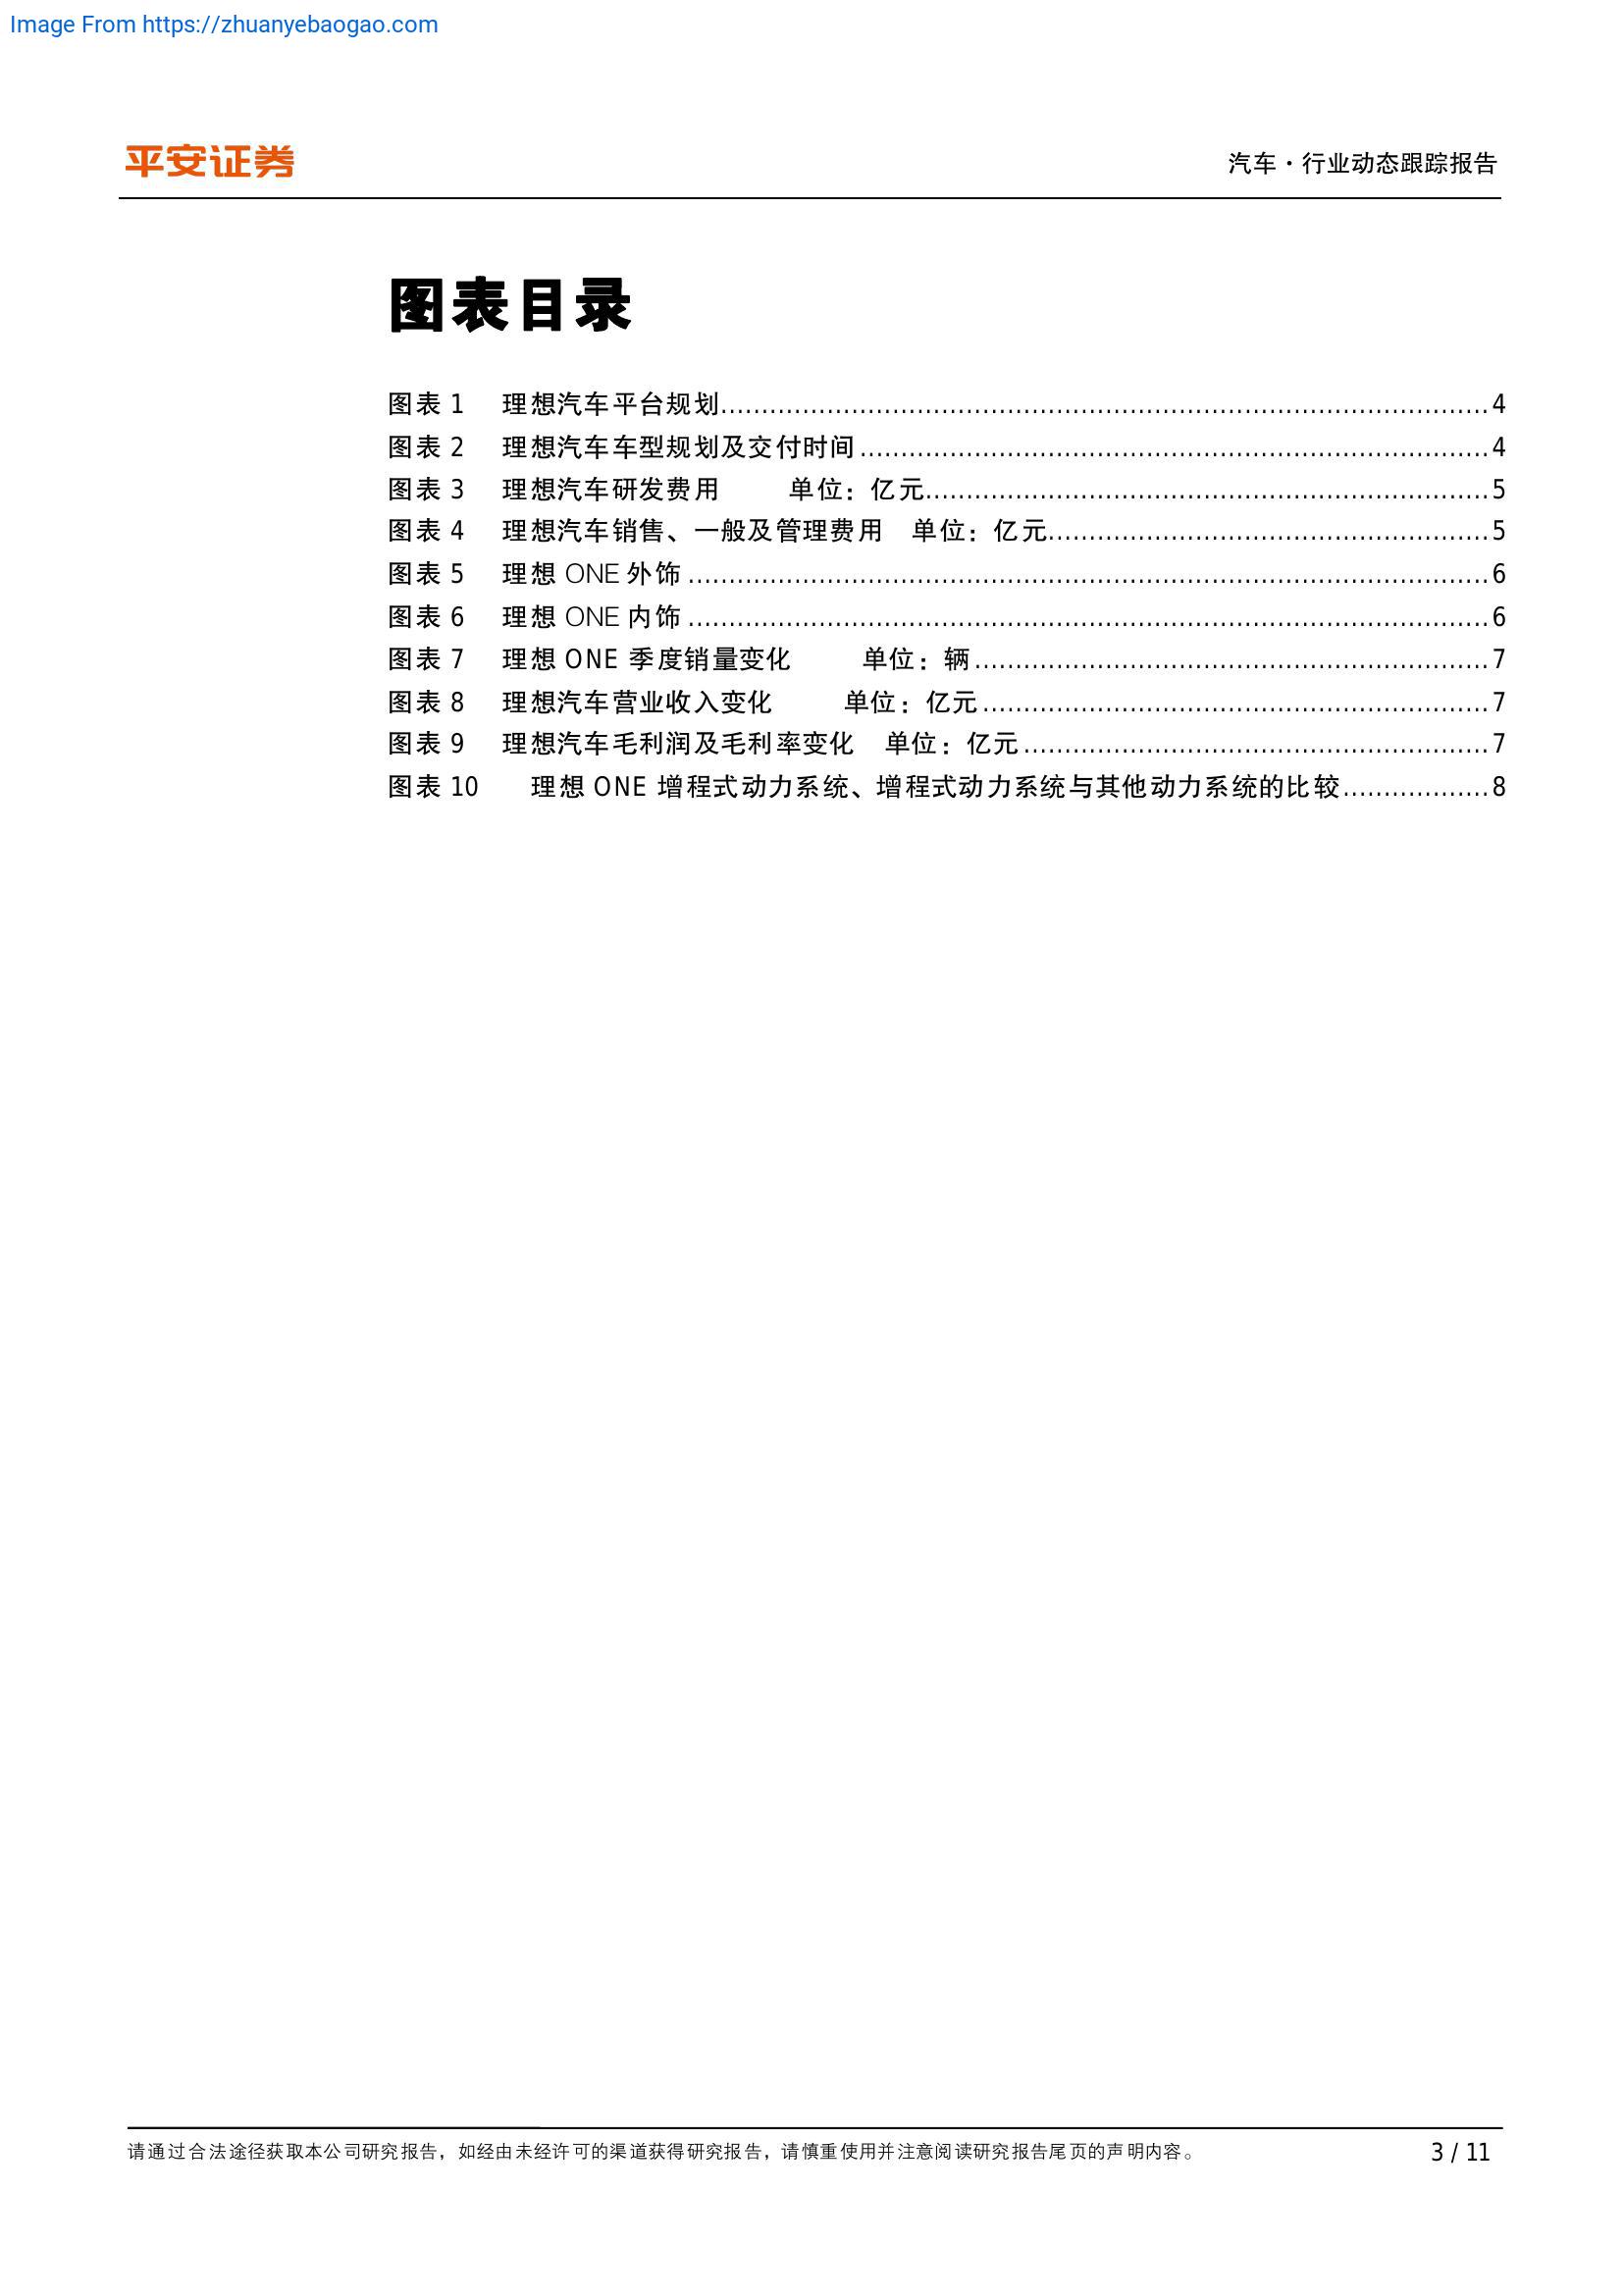 Image From https://zhuanyebaogao.com
平安证券
汽车·行业动态跟踪报告
图表目录
图表 1 理想汽车平台规划..........4
图表 2 理想汽车车型规划及交付时间..........4
图表 3 理想汽车研发费用 单位：亿元..........5
图表 4 理想汽车销售、一般及管理费用 单位：亿元..........5
图表 5 理想 ONE 外饰..........6
图表 6 理想 ONE 内饰..........6
图表 7 理想 ONE 季度销量变化 单位：辆..........7
图表 8 理想汽车营业收入变化 单位：亿元..........7
图表 9 理想汽车毛利润及毛利率变化 单位：亿元..........7
图表 10 理想 ONE 增程式动力系统、增程式动力系统与其他动力系统的比较..........8
请通过合法途径获取本公司研究报告，如经由未经许可的渠道获得研究报告，请慎重使用并注意阅读研究报告尾页的声明内容。
3 / 11